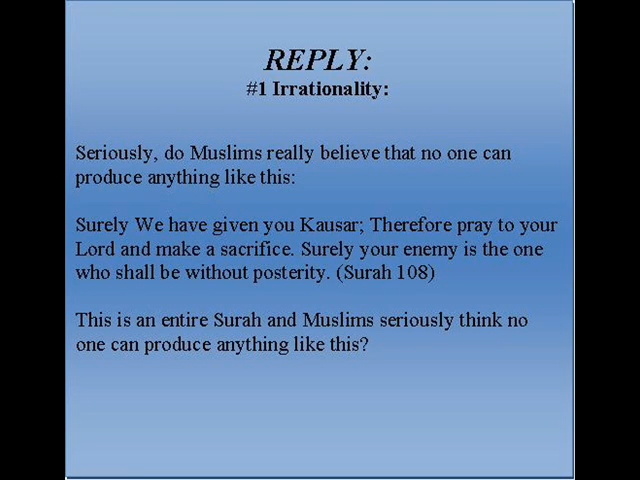 REPLY:
#1 Irrationality:
Seriously, do Muslims really believe that no one can
produce anything like this:
Surely We have given you Kausar; Therefore pray to your
Lord and make a sacrifice. Surely your enemy is the one
who shall be without posterity. (Surah 108)
This is an entire Surah and Muslims seriously think no
one can produce anything like this?